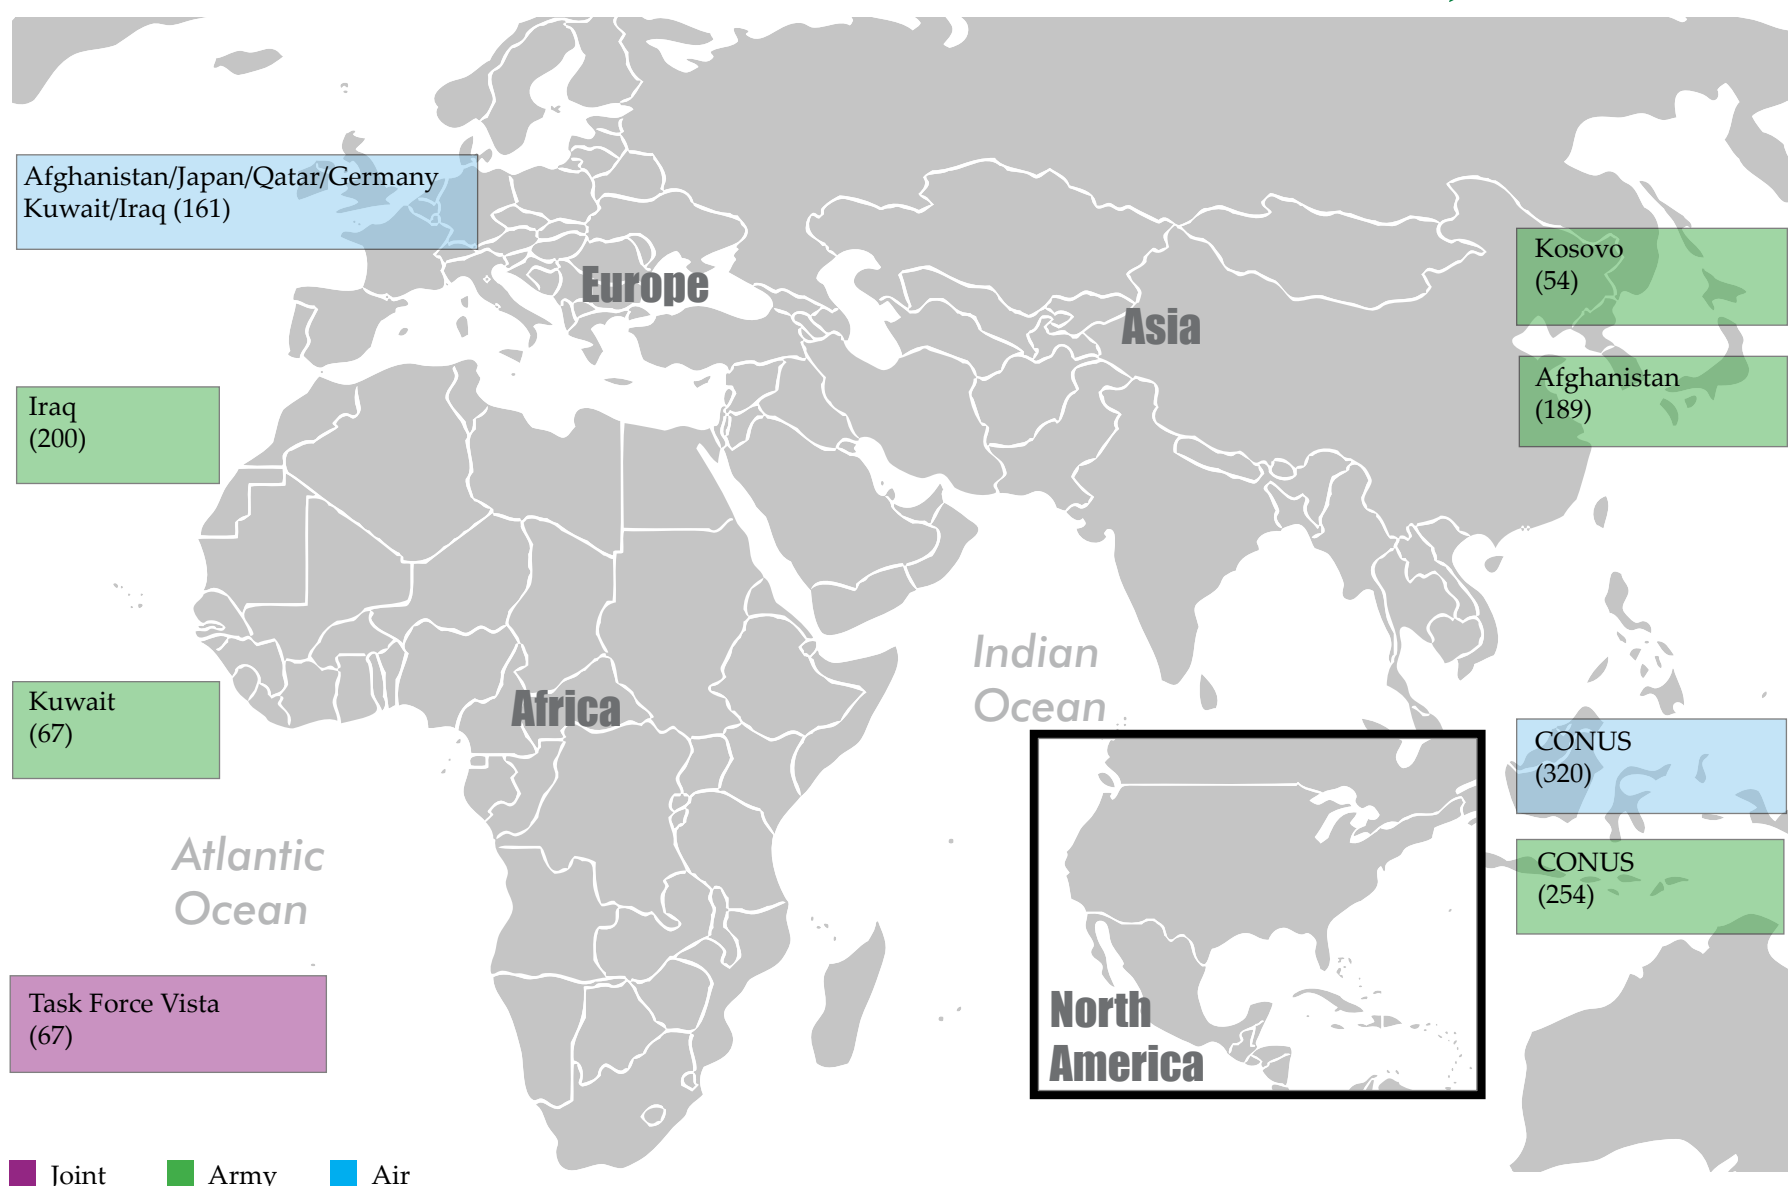 Afghanistan/Japan/Qatar/Germany
Kuwait/Iraq (161)
Europe
Asia
Kosovo
(54)
Afghanistan
(189)
Iraq
(200)
Indian
Ocean
Kuwait
(67)
Africa
CONUS
(320)
Atlantic
Ocean
CONUS
(254)
North
America
Task Force Vista
(67)
Joint
Army
Air